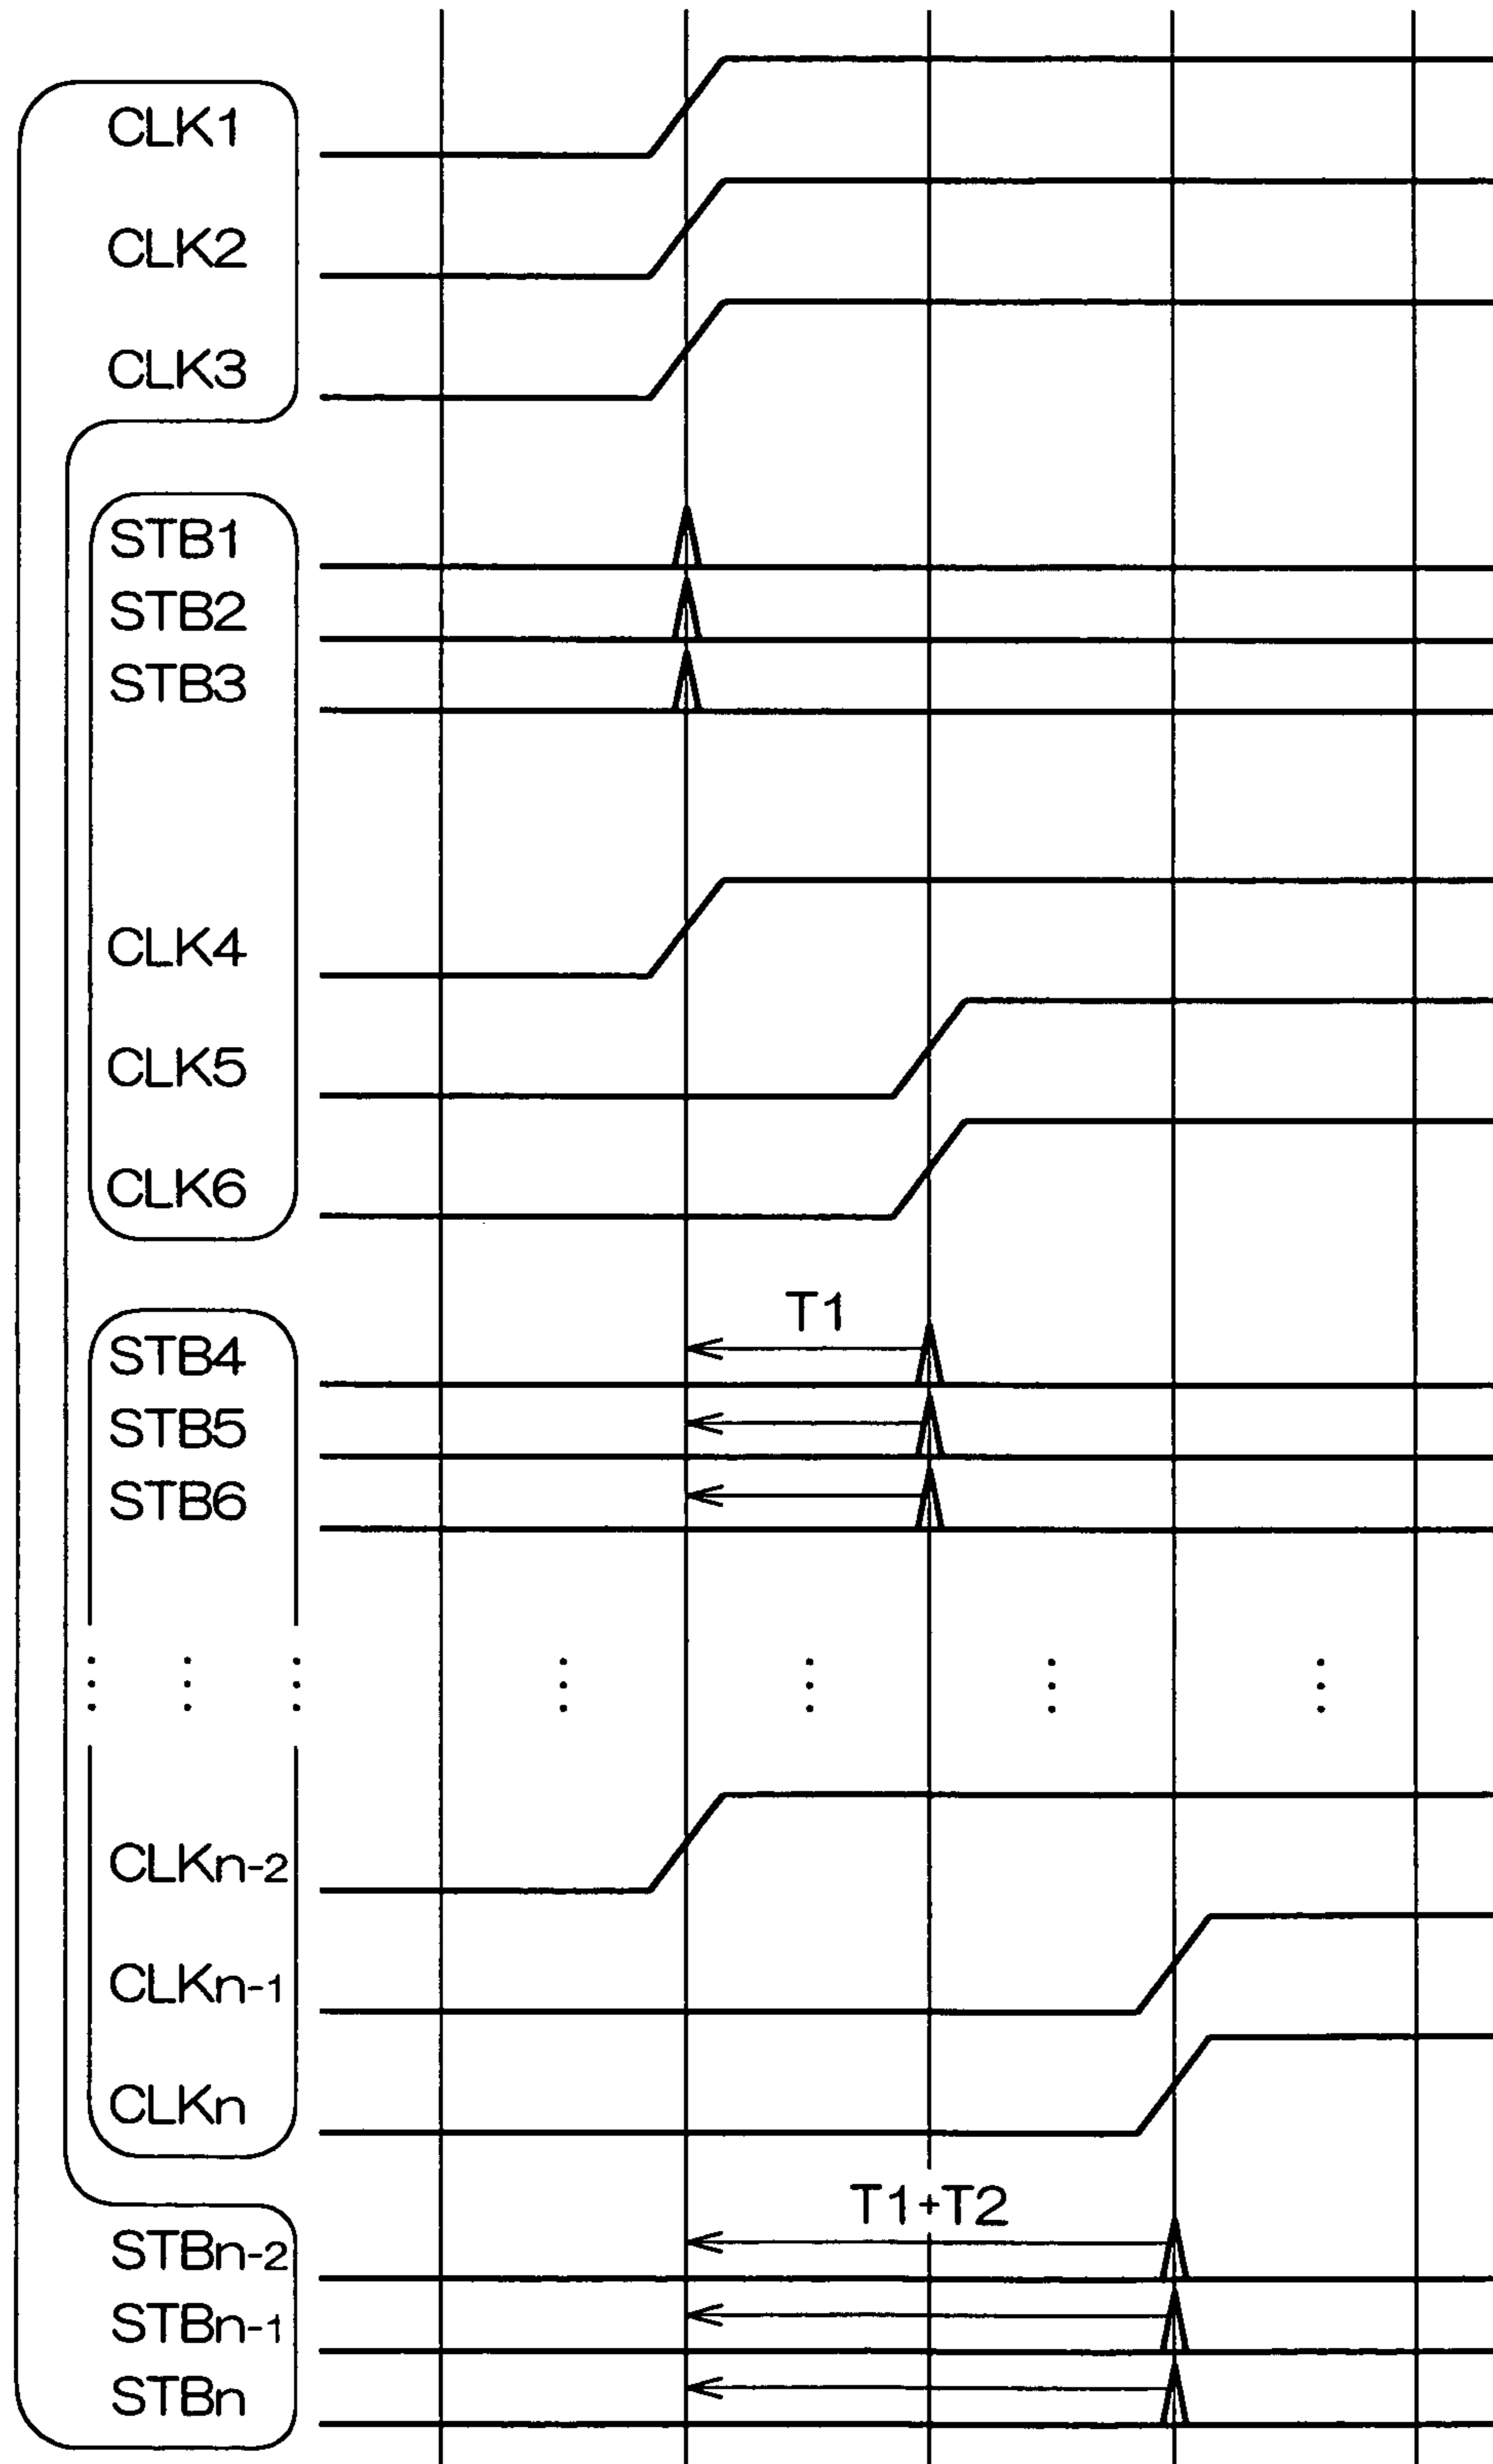 CLK1
CLK2
CLK3
STB1
STB2
STB3
CLK4
CLK5
CLK6
T1
STB4
STB5
STB6
CLKn-2
CLKn-1
CLKn
T1+T2
STBn-2
STBn-1
STBn